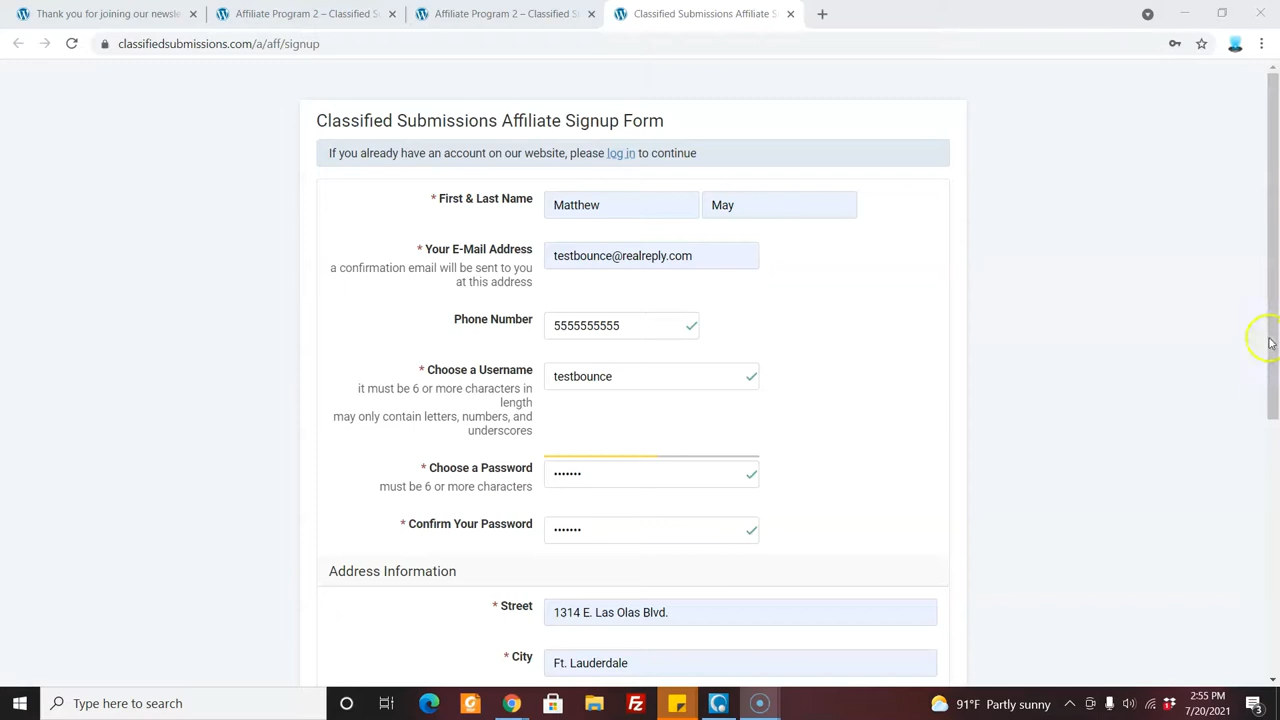 Thank you for joining our newsle
Affiliate Program 2 – Classified S
Affiliate Program 2 – Classified S
Classified Submissions Affiliate S
classifiedsubmissions.com/a/aff/signup
Classified Submissions Affiliate Signup Form
If you already have an account on our website, please log in to continue
* First & Last Name
Matthew
May
* Your E-Mail Address
a confirmation email will be sent to you
at this address
testbounce@realreply.com
Phone Number
5555555555
* Choose a Username
it must be 6 or more characters in
length
may only contain letters, numbers, and
underscores
testbounce
* Choose a Password
must be 6 or more characters
•••••••
* Confirm Your Password
•••••••
Address Information
* Street
1314 E. Las Olas Blvd.
* City
Ft. Lauderdale
Type here to search
91°F Partly sunny
2:55 PM
7/20/2021
3